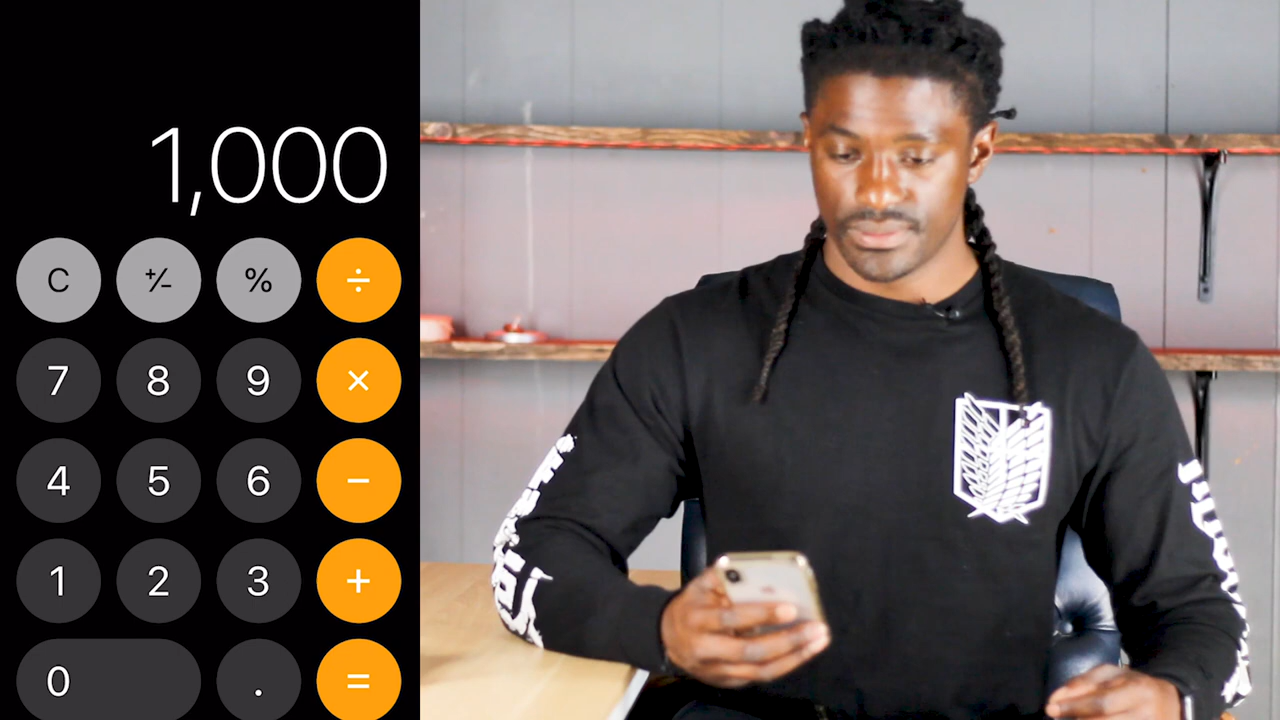 1,000
C +/- % ÷
7 8 9 ×
4 5 6 −
1 2 3 +
0 . =